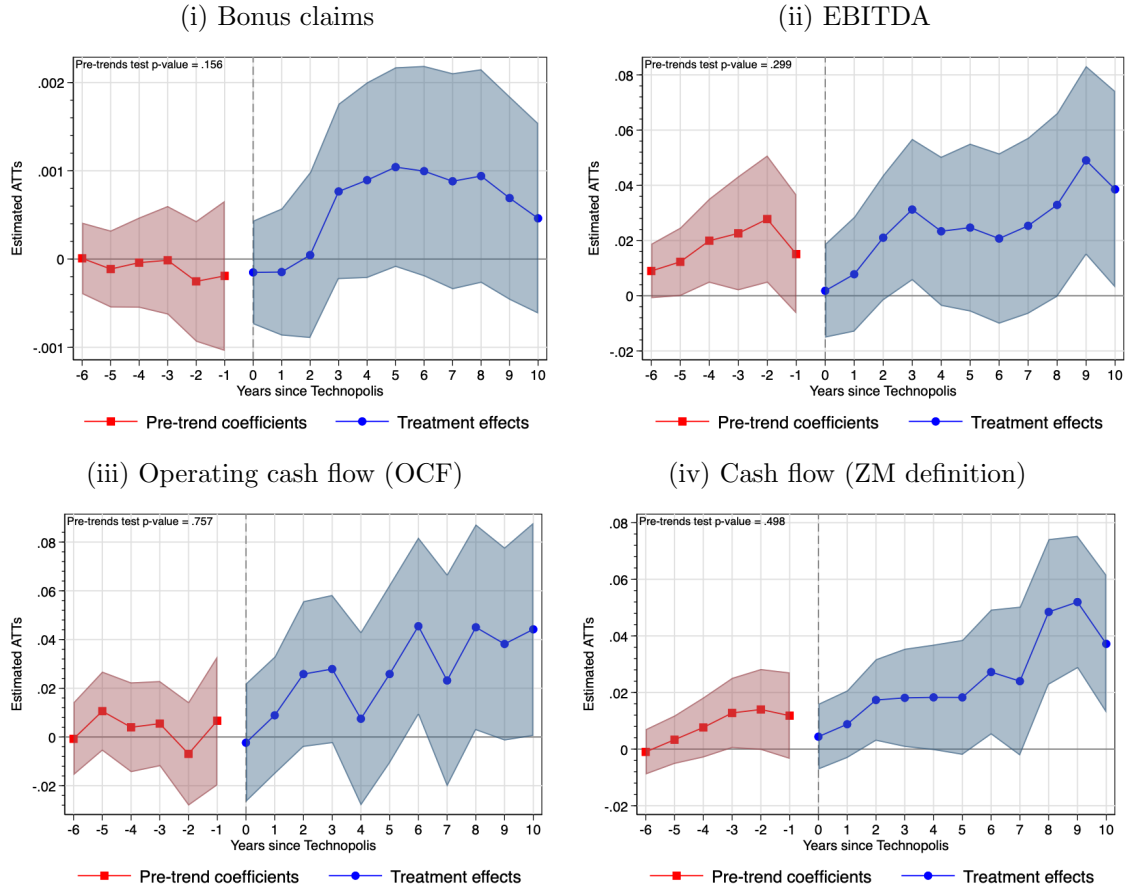 (i) Bonus claims
Pre-trends test p-value = .156
Estimated ATTs
.002
.001
0
-.001
-6 -5 -4 -3 -2 -1 0 1 2 3 4 5 6 7 8 9 10
Years since Technopolis
Pre-trend coefficients Treatment effects
(ii) EBITDA
Pre-trends test p-value = .299
Estimated ATTs
.08
.06
.04
.02
0
-.02
-6 -5 -4 -3 -2 -1 0 1 2 3 4 5 6 7 8 9 10
Years since Technopolis
Pre-trend coefficients Treatment effects
(iii) Operating cash flow (OCF)
Pre-trends test p-value = .757
Estimated ATTs
.08
.06
.04
.02
0
-.02
-6 -5 -4 -3 -2 -1 0 1 2 3 4 5 6 7 8 9 10
Years since Technopolis
Pre-trend coefficients Treatment effects
(iv) Cash flow (ZM definition)
Pre-trends test p-value = .498
Estimated ATTs
.08
.06
.04
.02
0
-.02
-6 -5 -4 -3 -2 -1 0 1 2 3 4 5 6 7 8 9 10
Years since Technopolis
Pre-trend coefficients Treatment effects